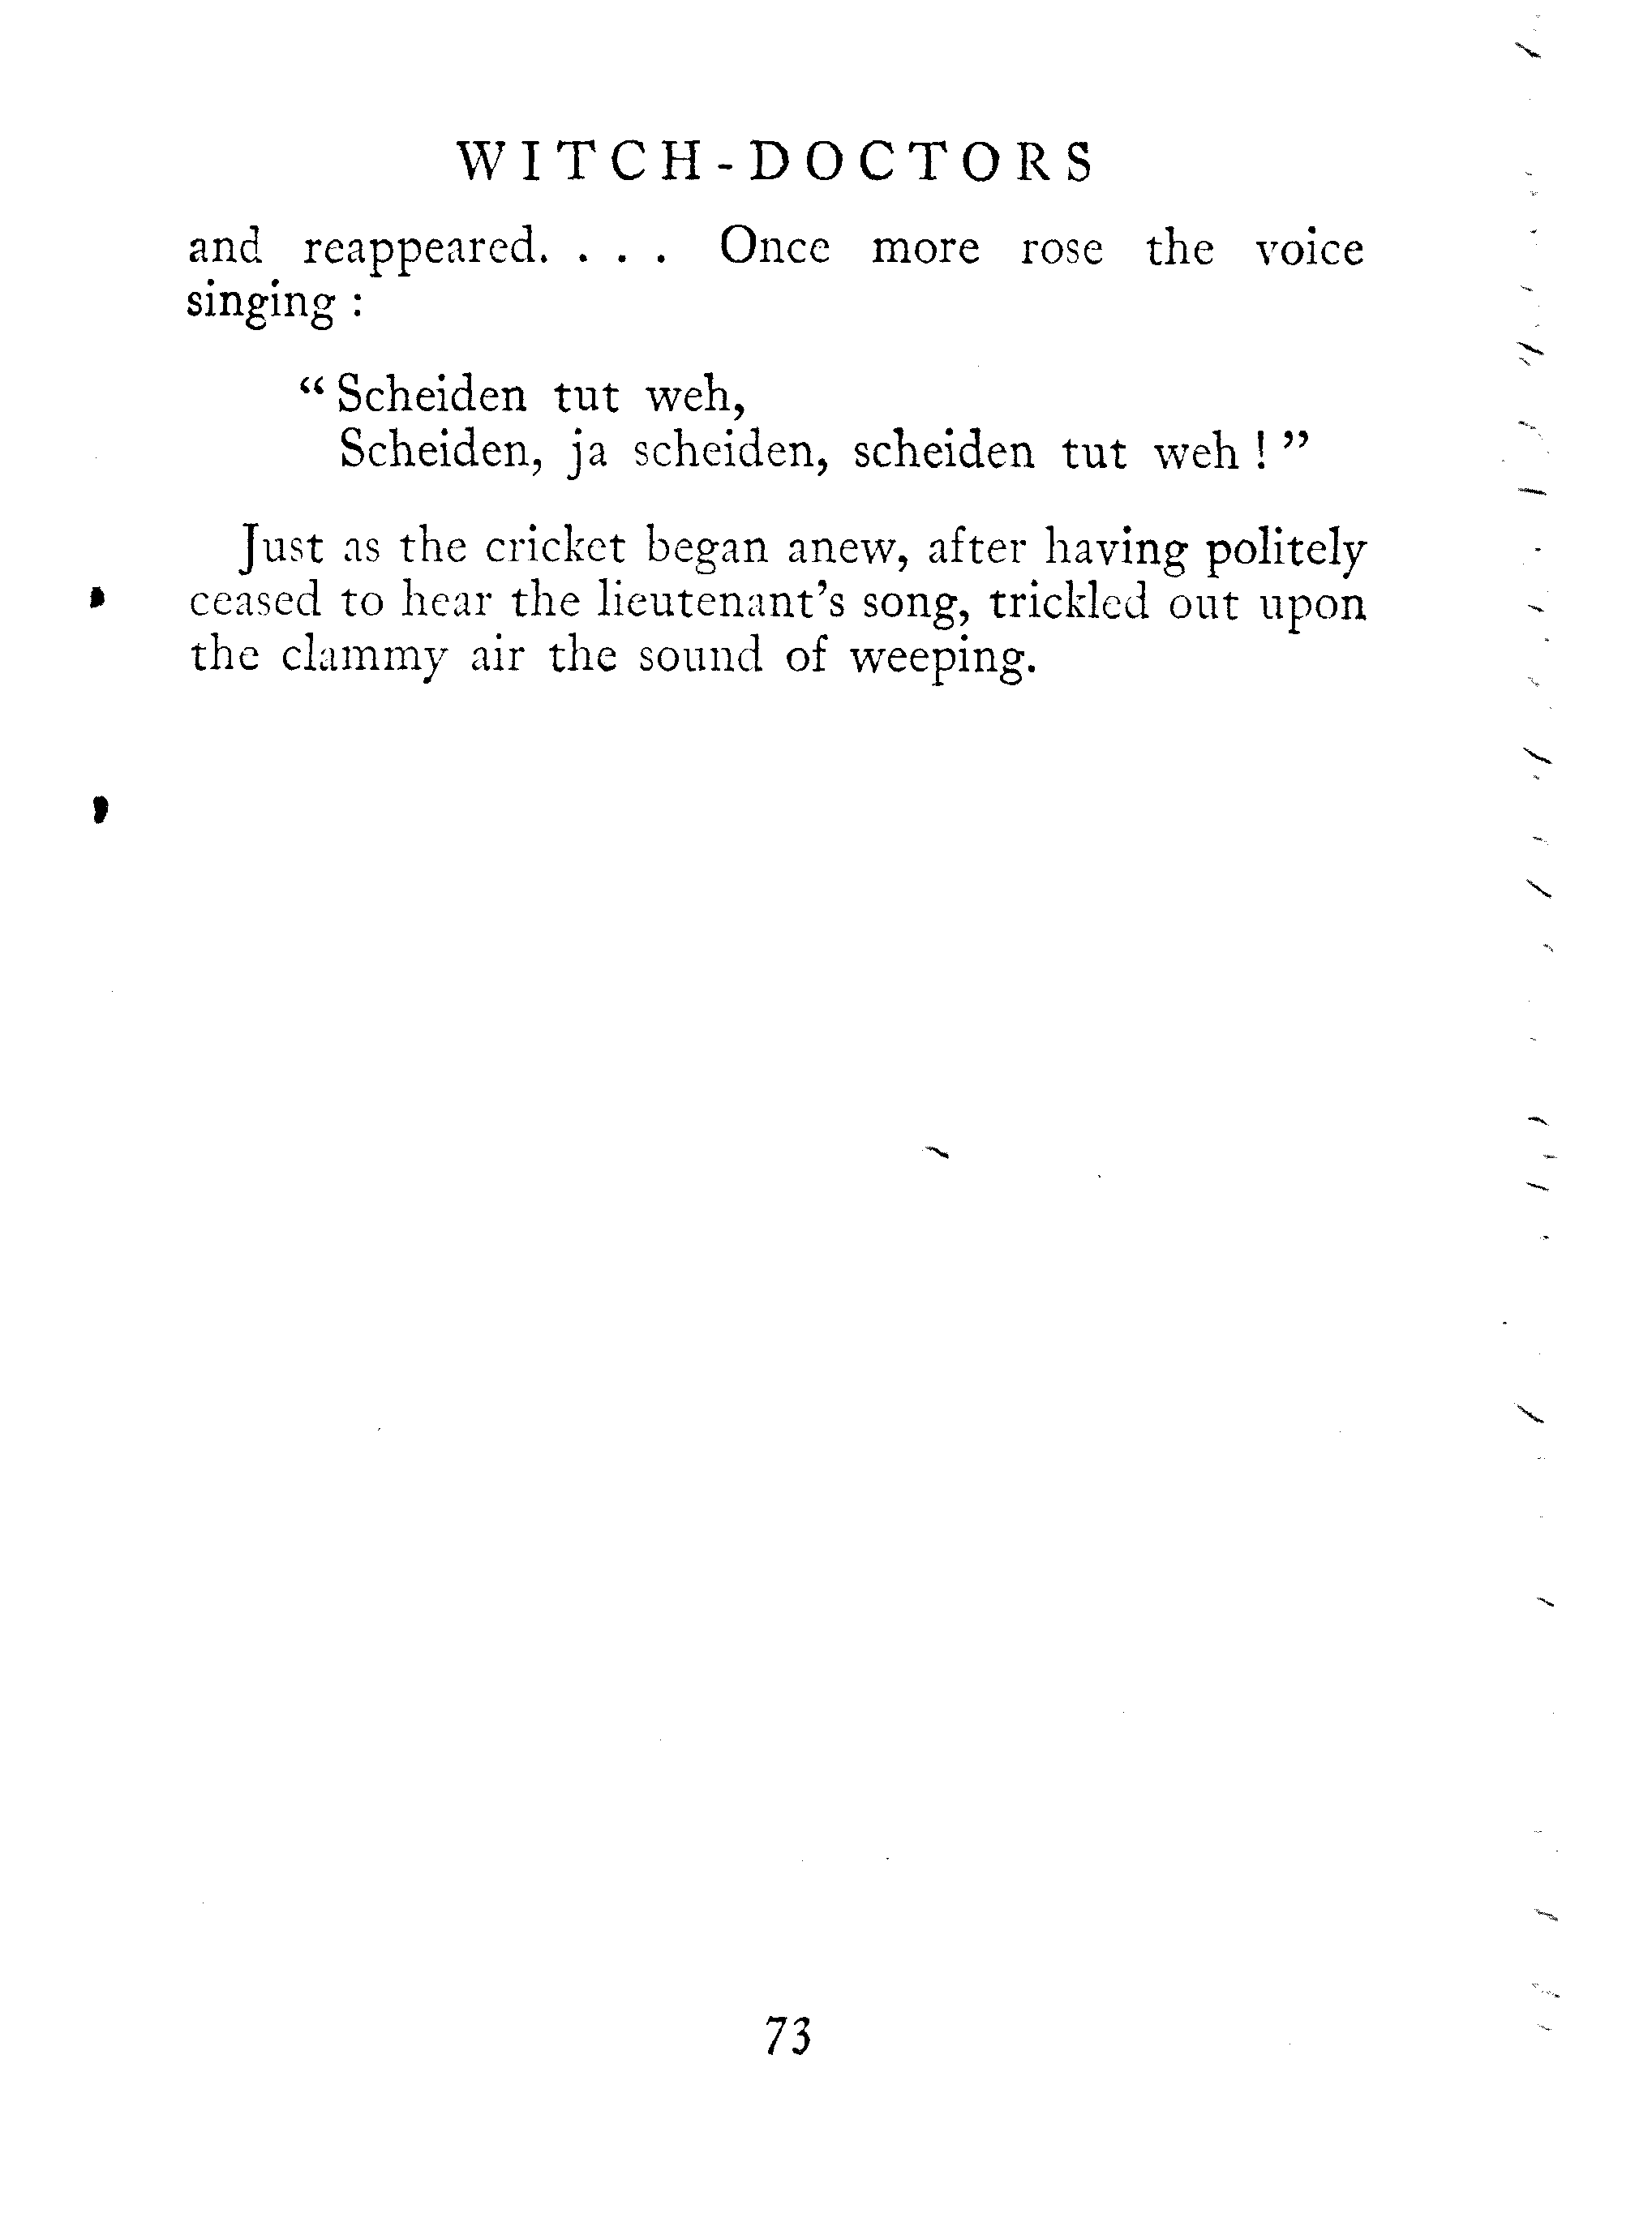 WITCH-DOCTORS
and reappeared. . . . Once more rose the voice
singing :
“ Scheiden tut weh,
Scheiden, ja scheiden, scheiden tut weh ! ”
Just as the cricket began anew, after having politely
ceased to hear the lieutenant’s song, trickled out upon
the clammy air the sound of weeping.
73